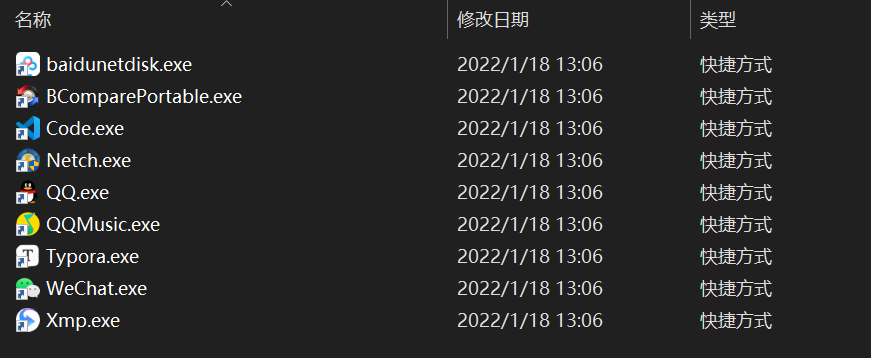 名称 修改日期 类型
baidunetdisk.exe 2022/1/18 13:06 快捷方式
BComparePortable.exe 2022/1/18 13:06 快捷方式
Code.exe 2022/1/18 13:06 快捷方式
Netch.exe 2022/1/18 13:06 快捷方式
QQ.exe 2022/1/18 13:06 快捷方式
QQMusic.exe 2022/1/18 13:06 快捷方式
Typora.exe 2022/1/18 13:06 快捷方式
WeChat.exe 2022/1/18 13:06 快捷方式
Xmp.exe 2022/1/18 13:06 快捷方式